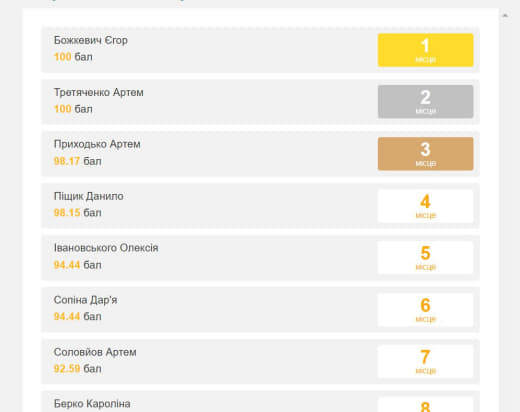 Божкевич Єгор
100 бал
1
місце
Третяченко Артем
100 бал
2
місце
Приходько Артем
98.17 бал
3
місце
Піщик Данило
98.15 бал
4
місце
Івановського Олексія
94.44 бал
5
місце
Сопіна Дар'я
94.44 бал
6
місце
Соловйов Артем
92.59 бал
7
місце
Берко Кароліна
8